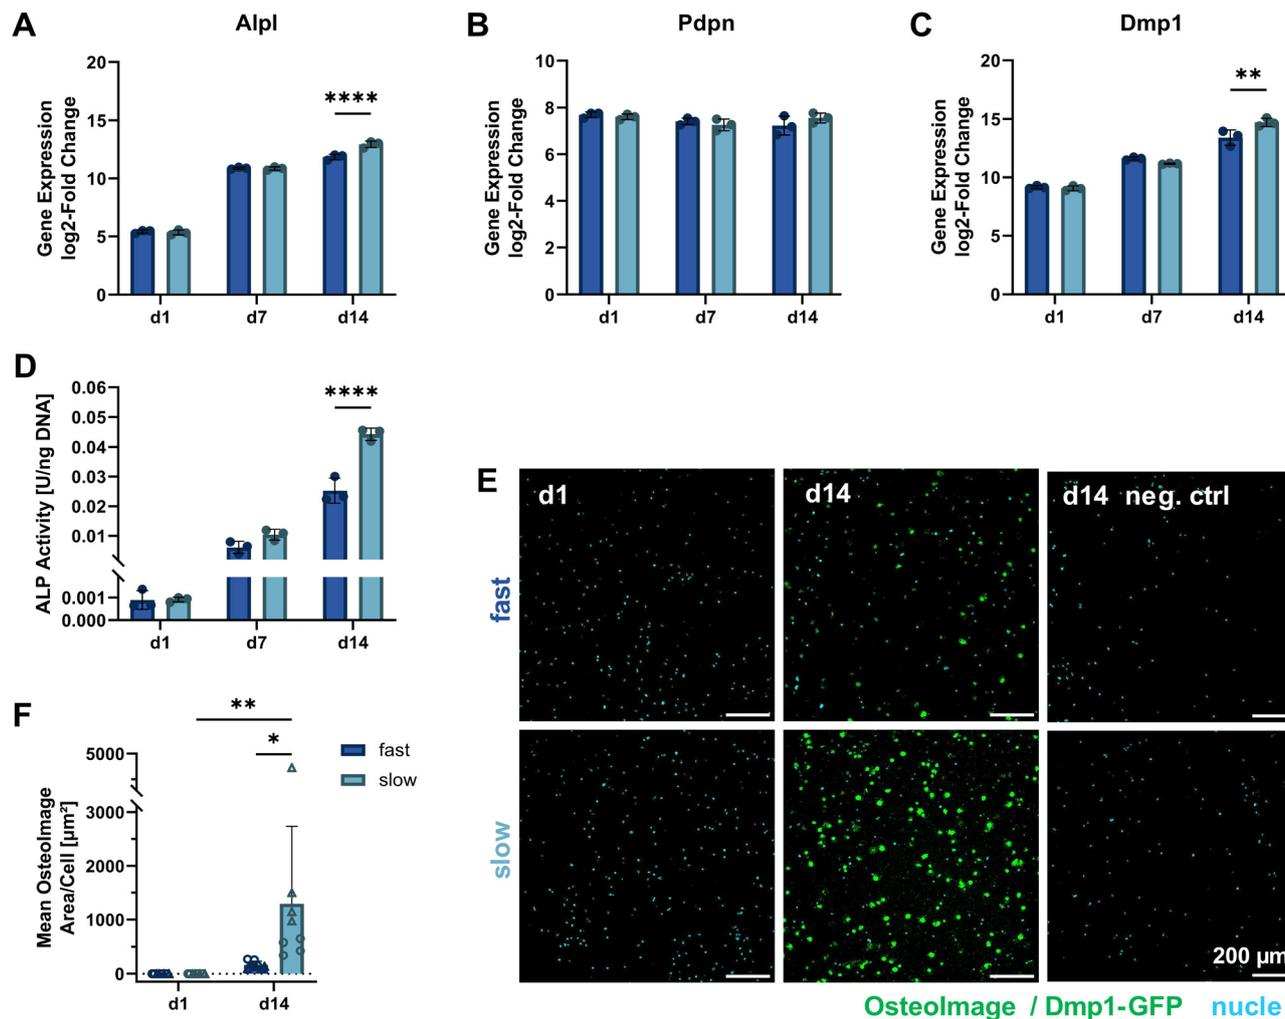 A
Alpl
Gene Expression
log2-Fold Change
20
15
10
5
0
****
d1
d7
d14
B
Pdpn
Gene Expression
log2-Fold Change
10
8
6
4
2
0
d1
d7
d14
C
Dmp1
Gene Expression
log2-Fold Change
20
15
10
5
0
**
d1
d7
d14
D
ALP Activity [U/ng DNA]
0.06
0.05
0.04
0.03
0.02
0.01
0.001
0.000
****
d1
d7
d14
E
d1
d14
d14 neg. ctrl
fast
slow
200 µm
OsteoImage / Dmp1-GFP nucle
F
Mean OsteoImage
Area/Cell [µm²]
5000
3000
2000
1000
0
**
*
d1
d14
fast
slow